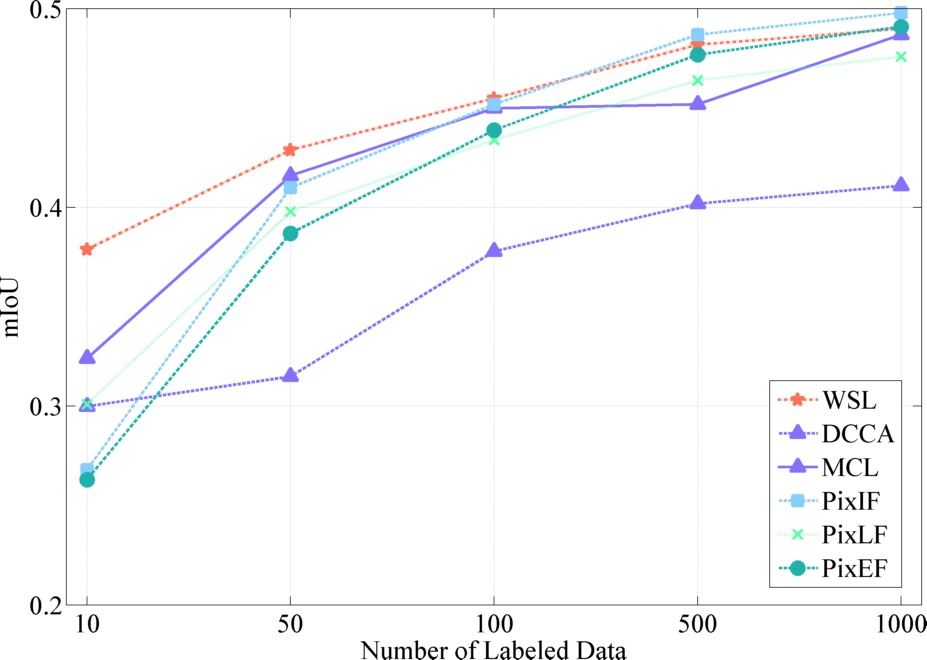 0.5
0.4
0.3
0.2
mIoU
10
50
100
500
1000
Number of Labeled Data
WSL
DCCA
MCL
PixIF
PixLF
PixEF